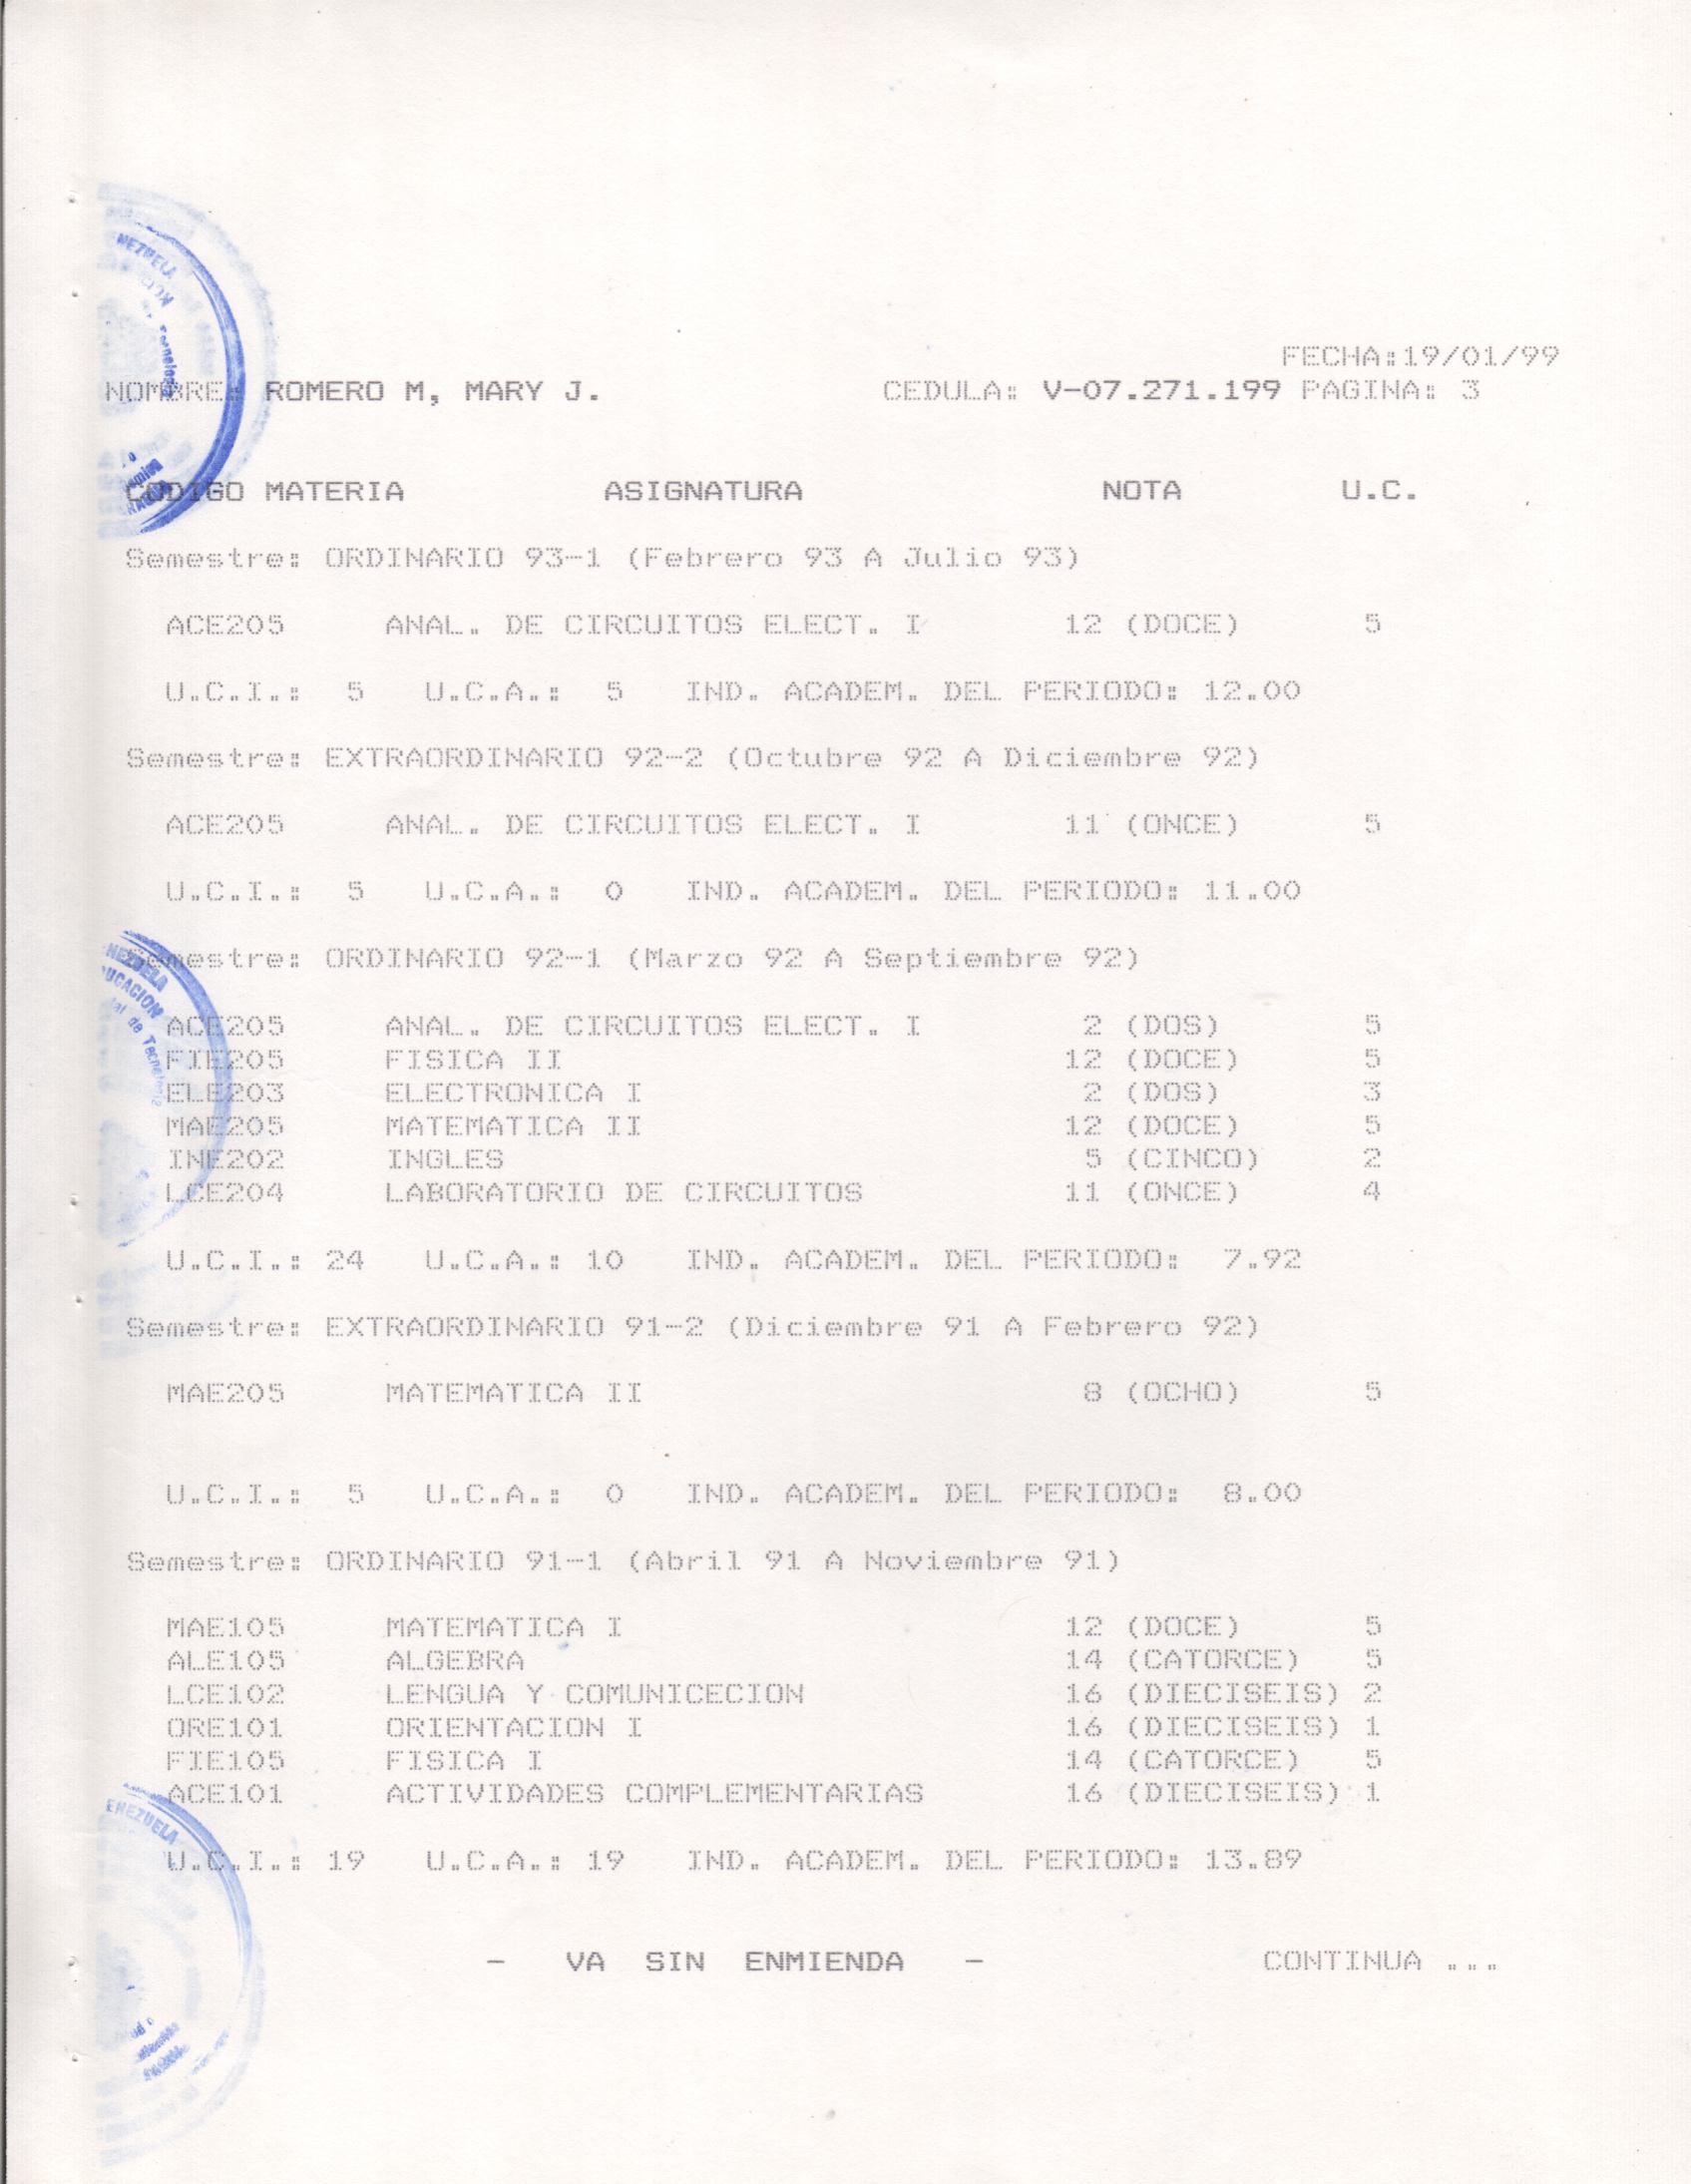 FECHA:19/01/99
NOMBRE: ROMERO M, MARY J. CEDULA: V-07.271.199 PAGINA: 3
CODIGO MATERIA ASIGNATURA NOTA U.C.
Semestre: ORDINARIO 93-1 (Febrero 93 A Julio 93)
ACE205 ANAL. DE CIRCUITOS ELECT. I 12 (DOCE) 5
U.C.I.: 5 U.C.A.: 5 IND. ACADEM. DEL PERIODO: 12.00
Semestre: EXTRAORDINARIO 92-2 (Octubre 92 A Diciembre 92)
ACE205 ANAL. DE CIRCUITOS ELECT. I 11 (ONCE) 5
U.C.I.: 5 U.C.A.: 0 IND. ACADEM. DEL PERIODO: 11.00
Semestre: ORDINARIO 92-1 (Marzo 92 A Septiembre 92)
ACE205 ANAL. DE CIRCUITOS ELECT. I 2 (DOS) 5
FIE205 FISICA II 12 (DOCE) 5
ELE203 ELECTRONICA I 2 (DOS) 3
MAE205 MATEMATICA II 12 (DOCE) 5
INE202 INGLES 5 (CINCO) 2
LCE204 LABORATORIO DE CIRCUITOS 11 (ONCE) 4
U.C.I.: 24 U.C.A.: 10 IND. ACADEM. DEL PERIODO: 7.92
Semestre: EXTRAORDINARIO 91-2 (Diciembre 91 A Febrero 92)
MAE205 MATEMATICA II 8 (OCHO) 5
U.C.I.: 5 U.C.A.: 0 IND. ACADEM. DEL PERIODO: 8.00
Semestre: ORDINARIO 91-1 (Abril 91 A Noviembre 91)
MAE105 MATEMATICA I 12 (DOCE) 5
ALE105 ALGEBRA 14 (CATORCE) 5
LCE102 LENGUA Y COMUNICECION 16 (DIECISEIS) 2
ORE101 ORIENTACION I 16 (DIECISEIS) 1
FIE105 FISICA I 14 (CATORCE) 5
ACE101 ACTIVIDADES COMPLEMENTARIAS 16 (DIECISEIS) 1
U.C.I.: 19 U.C.A.: 19 IND. ACADEM. DEL PERIODO: 13.89
- VA SIN ENMIENDA - CONTINUA ...